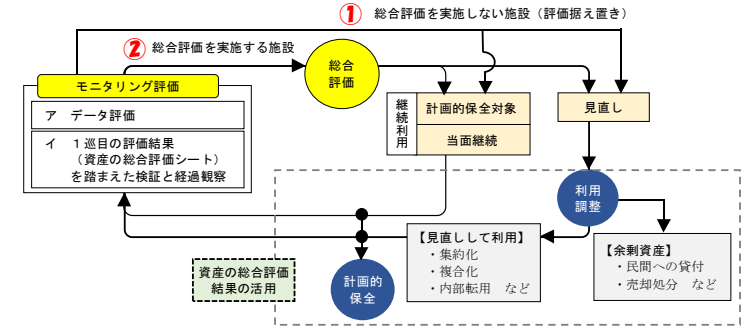 ① 総合評価を実施しない施設（評価据え置き）
② 総合評価を実施する施設
総合
評価
モニタリング評価
ア データ評価
イ １巡目の評価結果
（資産の総合評価シート）
を踏まえた検証と経過観察
継続利用
計画的保全対象
当面継続
見直し
利用
調整
【見直しして利用】
・集約化
・複合化
・内部転用 など
【余剰資産】
・民間への貸付
・売却処分 など
資産の総合評価
結果の活用
計画的
保全